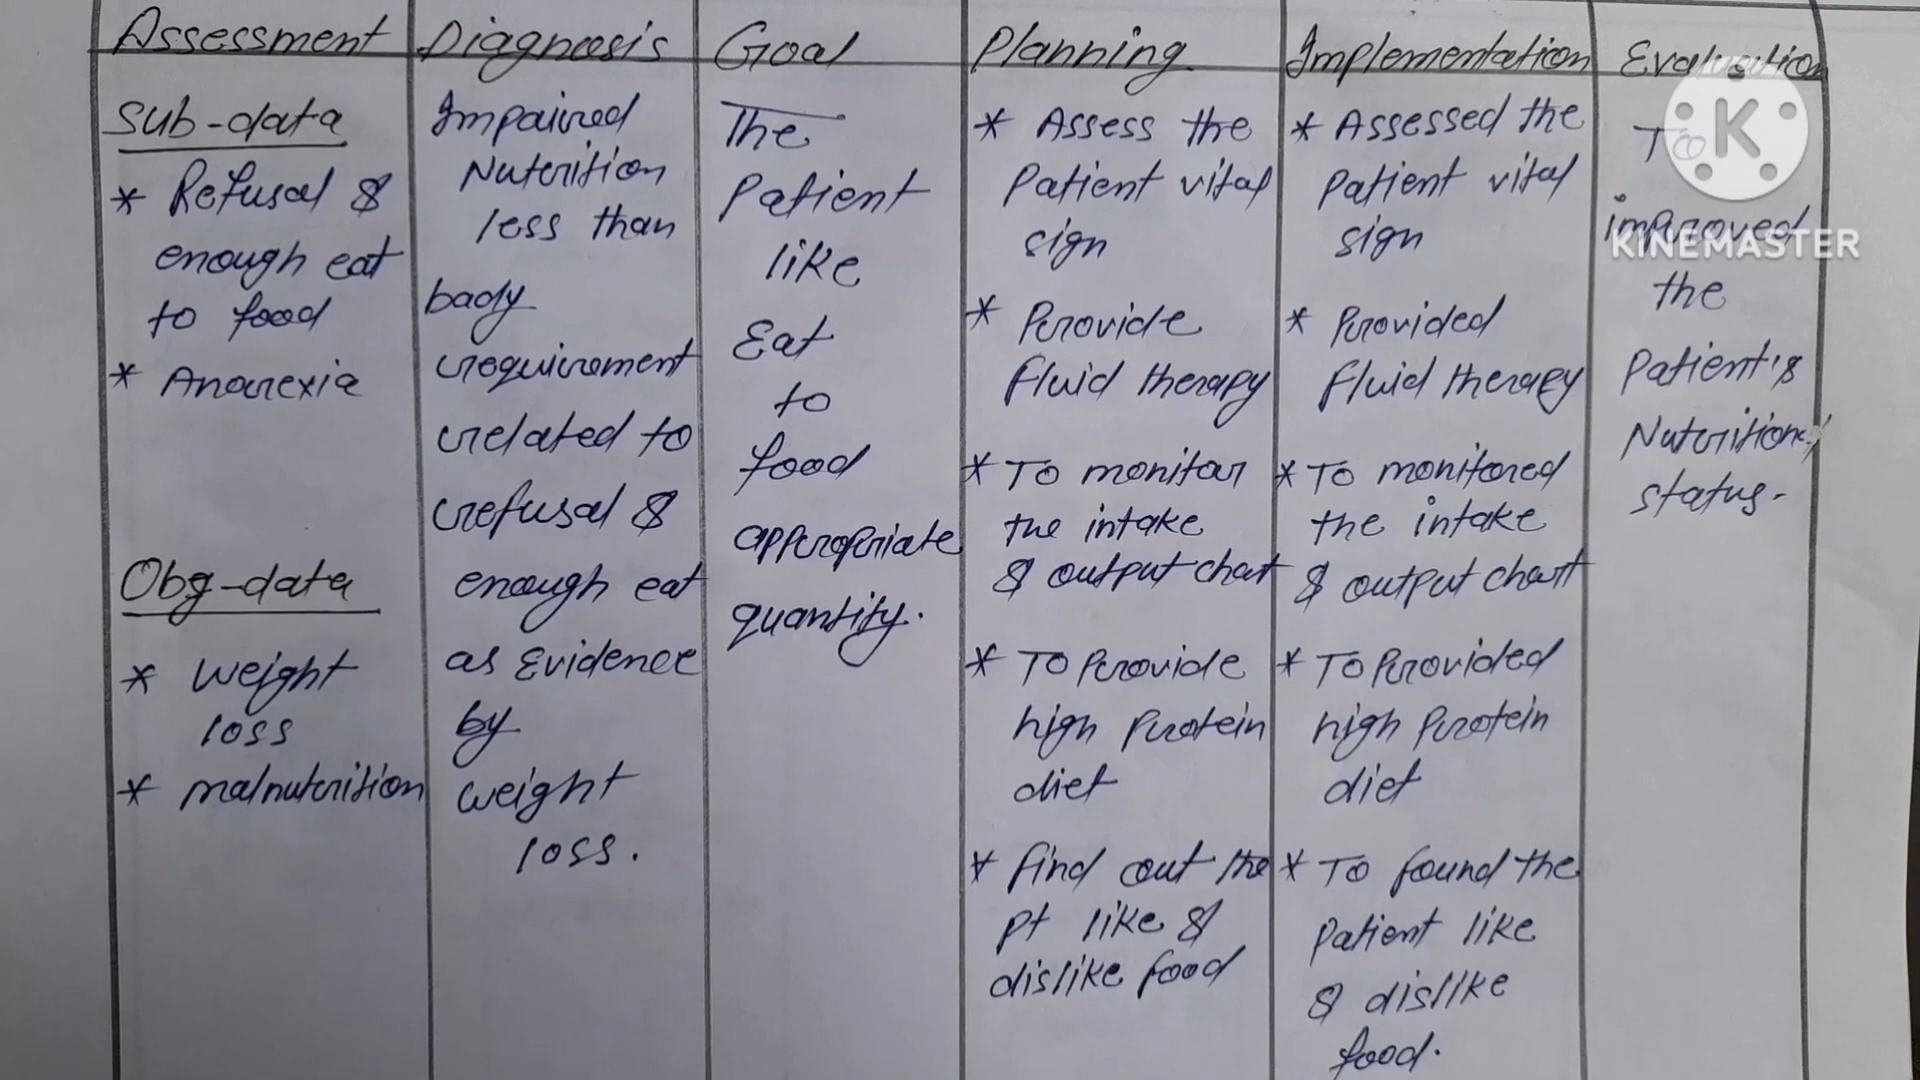 Assessment
Sub-data
* Refusal &
enough eat
to food
* Anorexia
Obg-data
* weight
loss
* malnutrition
Diagnosis
Impaired
Nutrition
less than
body
requirement
related to
refusal &
enough eat
as Evidence
by
weight
loss.
Goal
The
Patient
like
Eat
to
food
appropriate
quantity.
Planning
* Assess the
Patient vital
sign
* Provide
fluid therapy
* To monitor
the intake
& output chart
* To Provide
high Protein
diet
* find out the
Pt like &
dislike food
Implementation
* Assessed the
Patient vital
sign
* Provided
fluid therapy
* To monitored
the intake
& output chart
* To Provided
high Protein
diet
* To found the
Patient like
& dislike
food.
Evaluation
To
improved
the
Patient's
Nutritional
status.
K
KINEMASTER